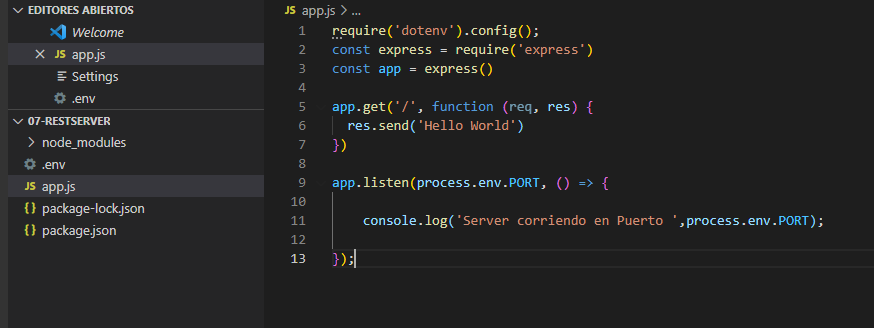 EDITORES ABIERTOS
Welcome
JS app.js
Settings
.env
07-RESTSERVER
node_modules
.env
JS app.js
{} package-lock.json
{} package.json
JS app.js > ...
1 require('dotenv').config();
2 const express = require('express')
3 const app = express()
4
5 app.get('/', function (req, res) {
6   res.send('Hello World')
7 })
8
9 app.listen(process.env.PORT, () => {
10
11     console.log('Server corriendo en Puerto ',process.env.PORT);
12
13 });